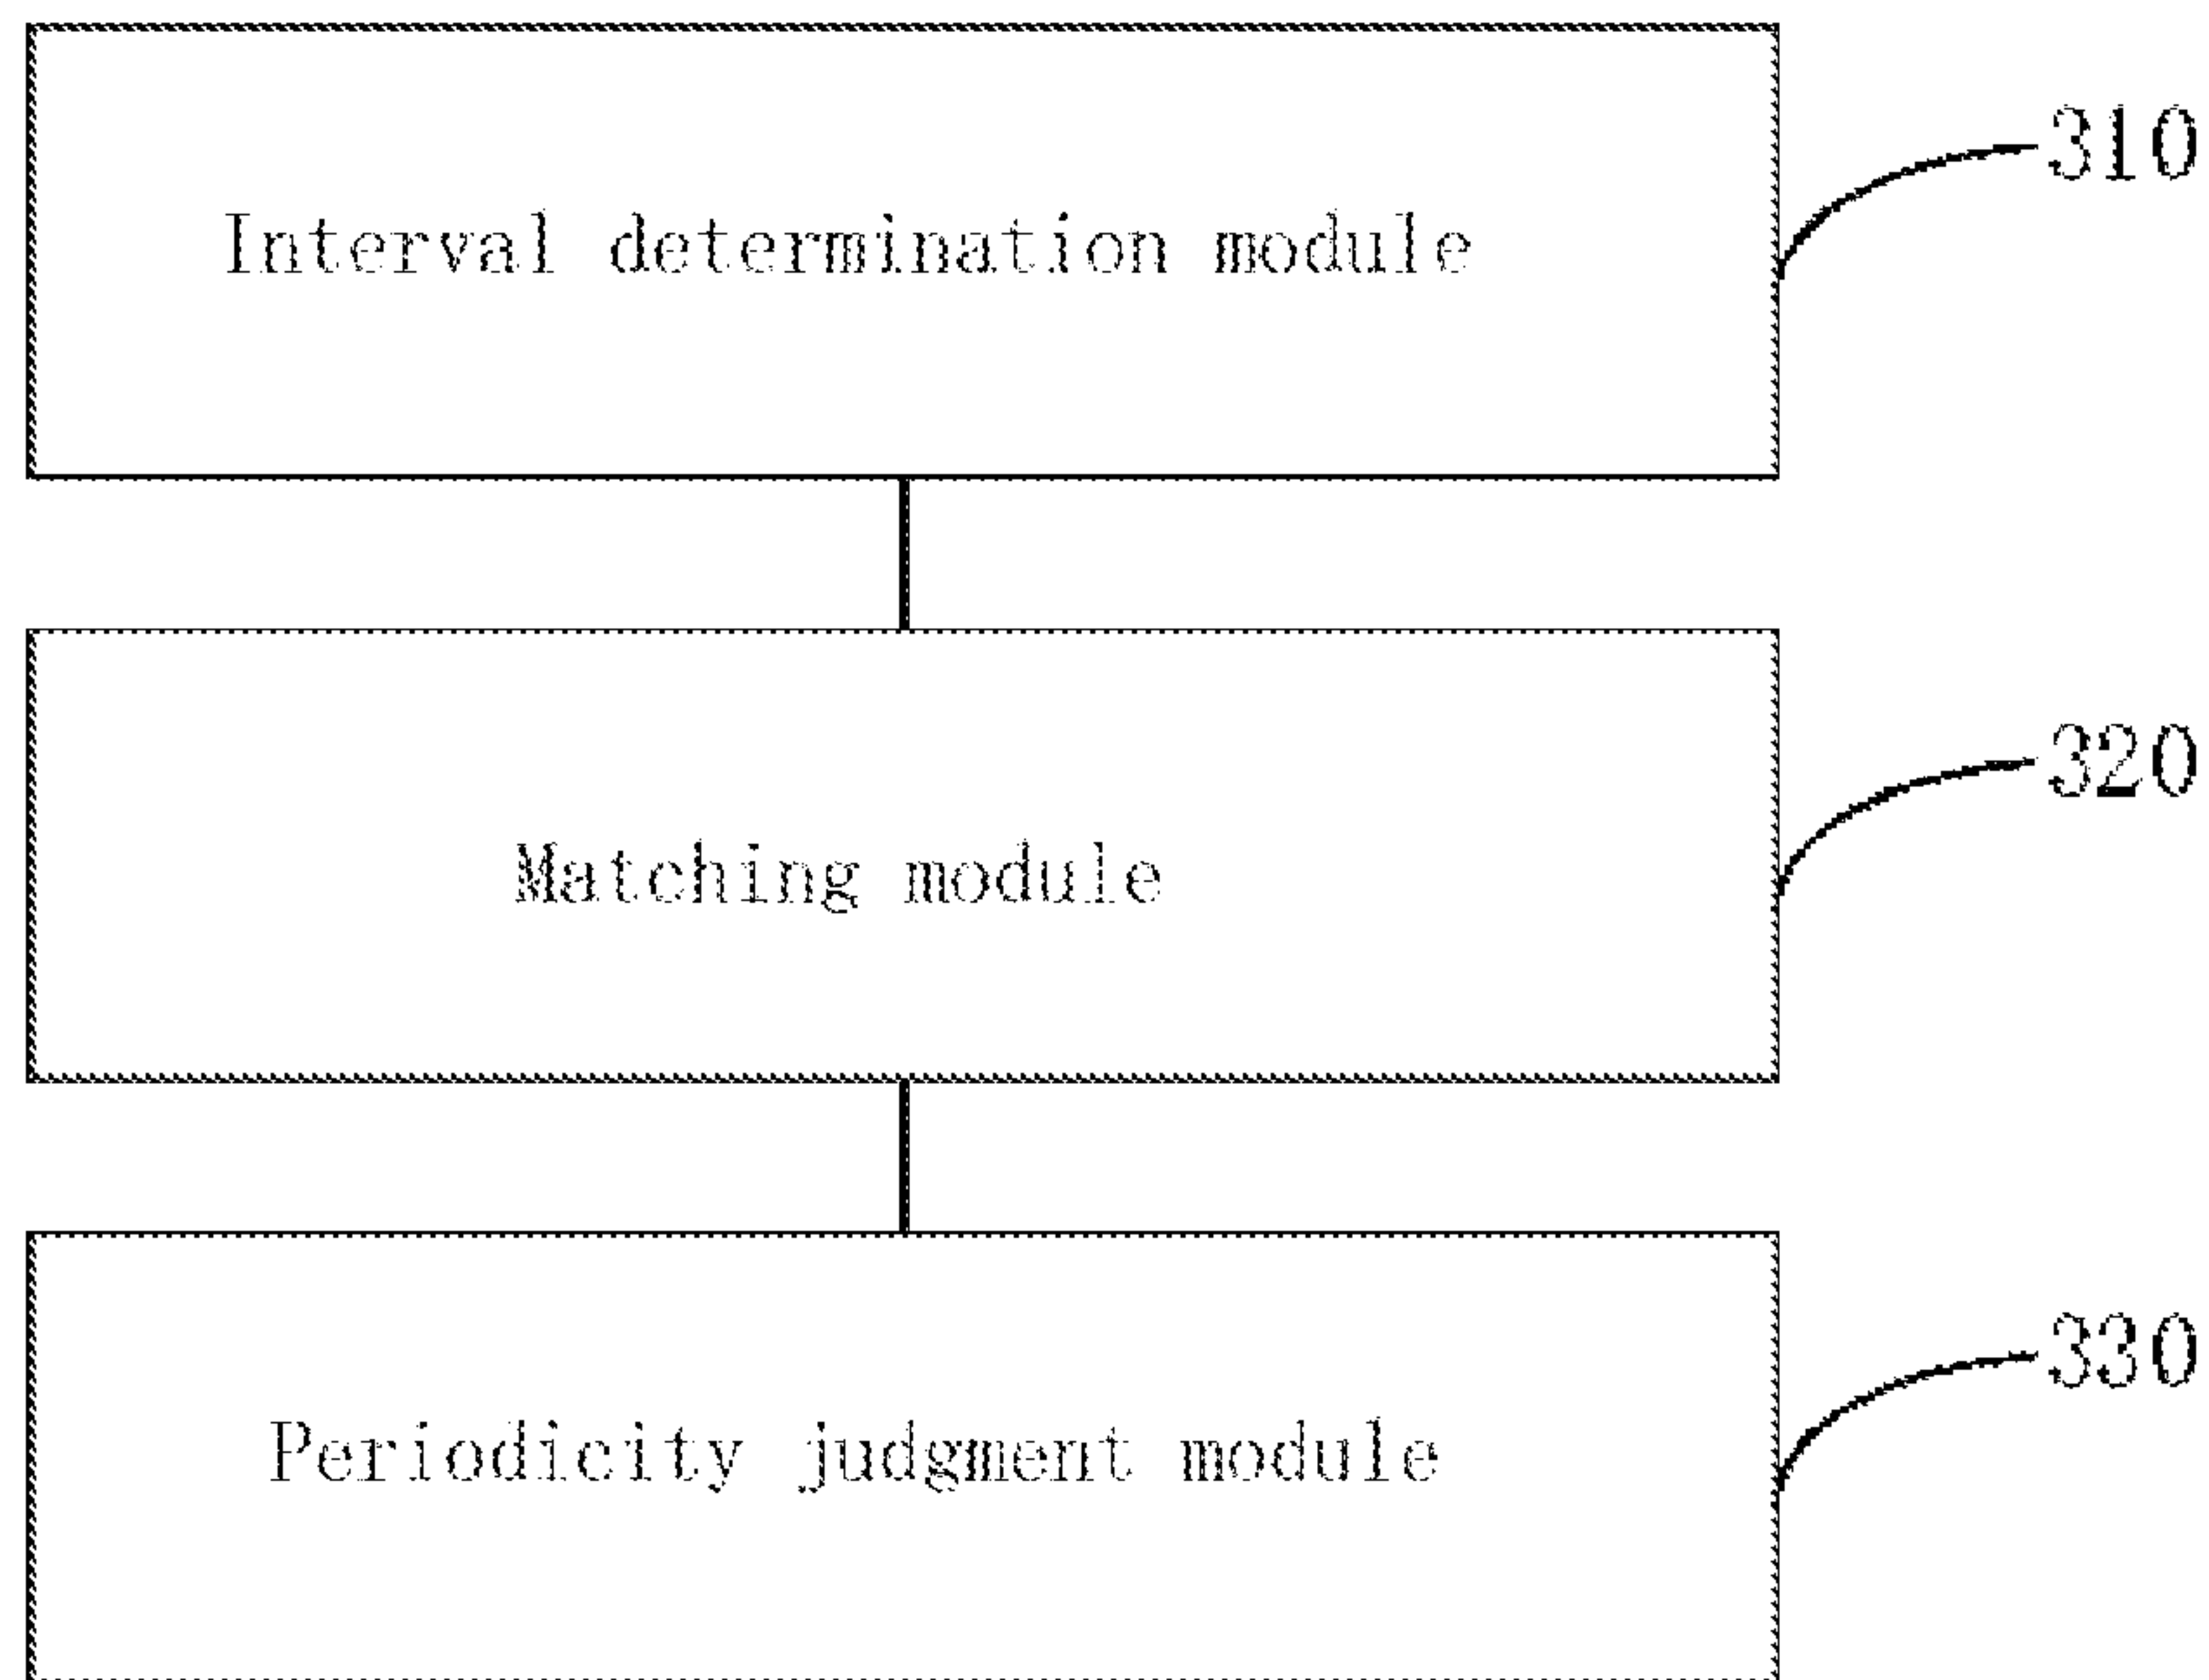 310
Interval determination module
320
Matching module
330
Periodicity judgment module